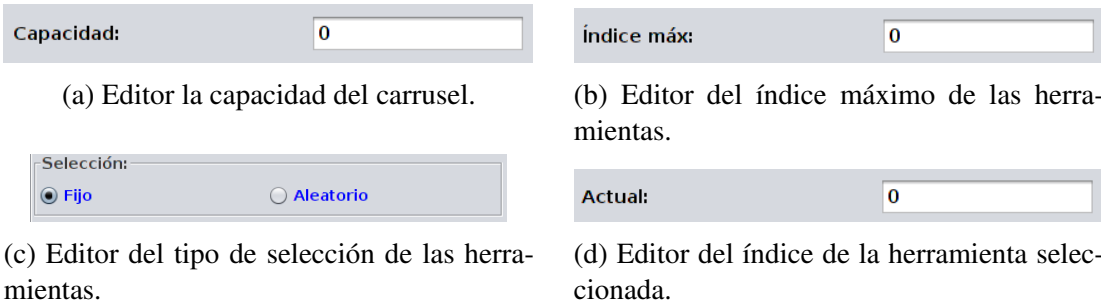 Capacidad: 0
(a) Editor la capacidad del carrusel.
Índice máx: 0
(b) Editor del índice máximo de las herra-
mientas.
Selección:
Fijo Aleatorio
(c) Editor del tipo de selección de las herra-
mientas.
Actual: 0
(d) Editor del índice de la herramienta selec-
cionada.